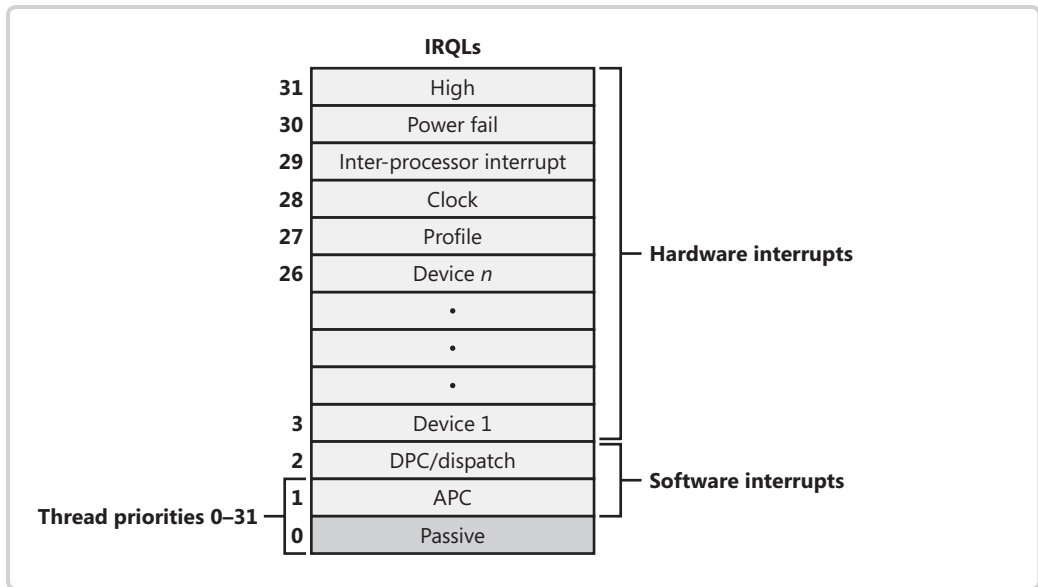 IRQLs
31 High
30 Power fail
29 Inter-processor interrupt
28 Clock
27 Profile
Hardware interrupts
26 Device n
•
•
•
3 Device 1
2 DPC/dispatch
Software interrupts
1 APC
Thread priorities 0–31
0 Passive